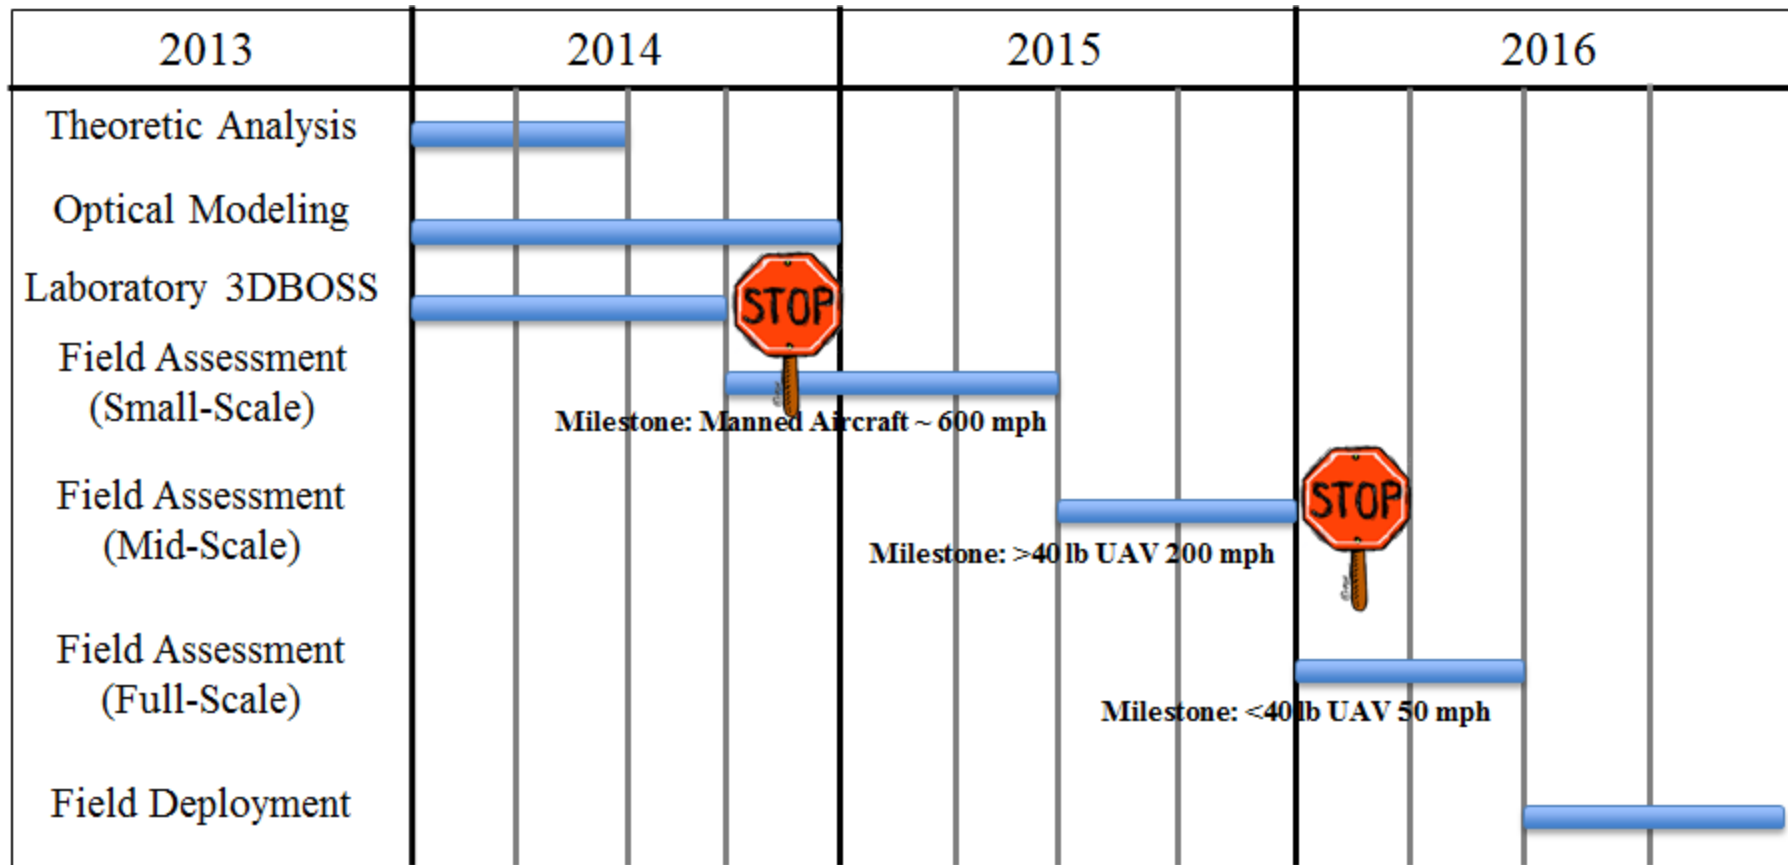 2013 2014 2015 2016
Theoretic Analysis
Optical Modeling
Laboratory 3DBOSS
STOP
Field Assessment
(Small-Scale)
Milestone: Manned Aircraft ~ 600 mph
Field Assessment
(Mid-Scale)
STOP
Milestone: >40 lb UAV 200 mph
Field Assessment
(Full-Scale)
Milestone: <40 lb UAV 50 mph
Field Deployment